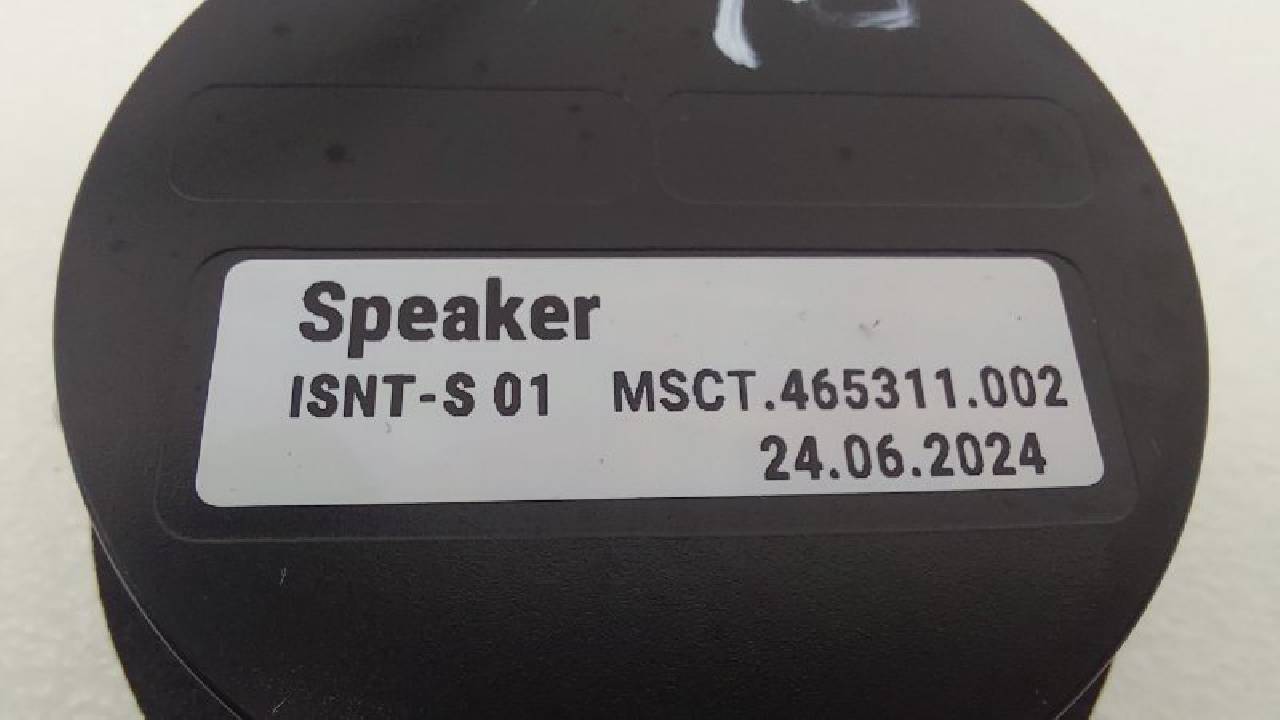 Speaker
ISNT-S 01 MSCT.465311.002
24.06.2024